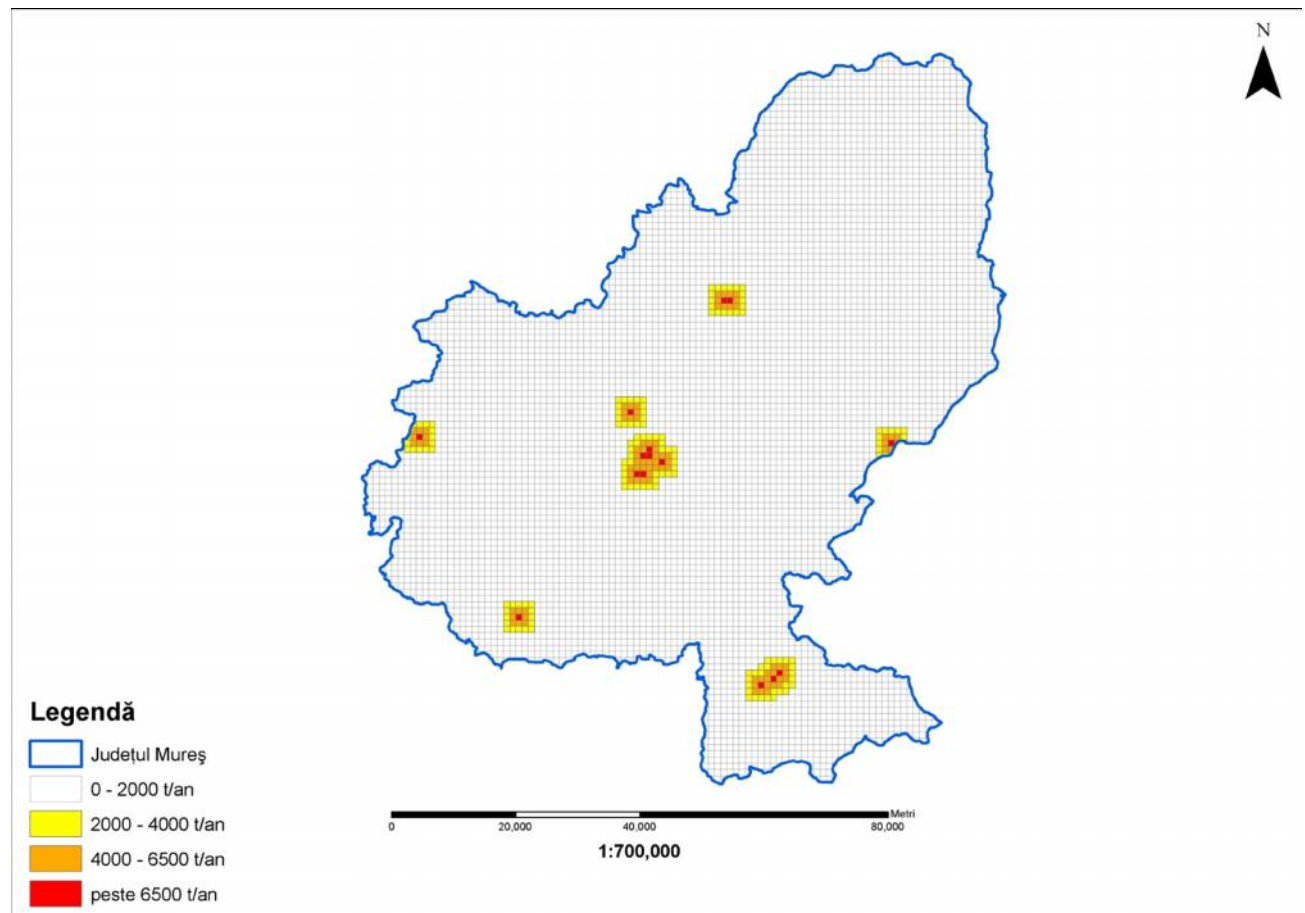 N
Legendă
Județul Mureş
0 - 2000 t/an
2000 - 4000 t/an
4000 - 6500 t/an
peste 6500 t/an
Metri
0 20,000 40,000 80,000
1:700,000